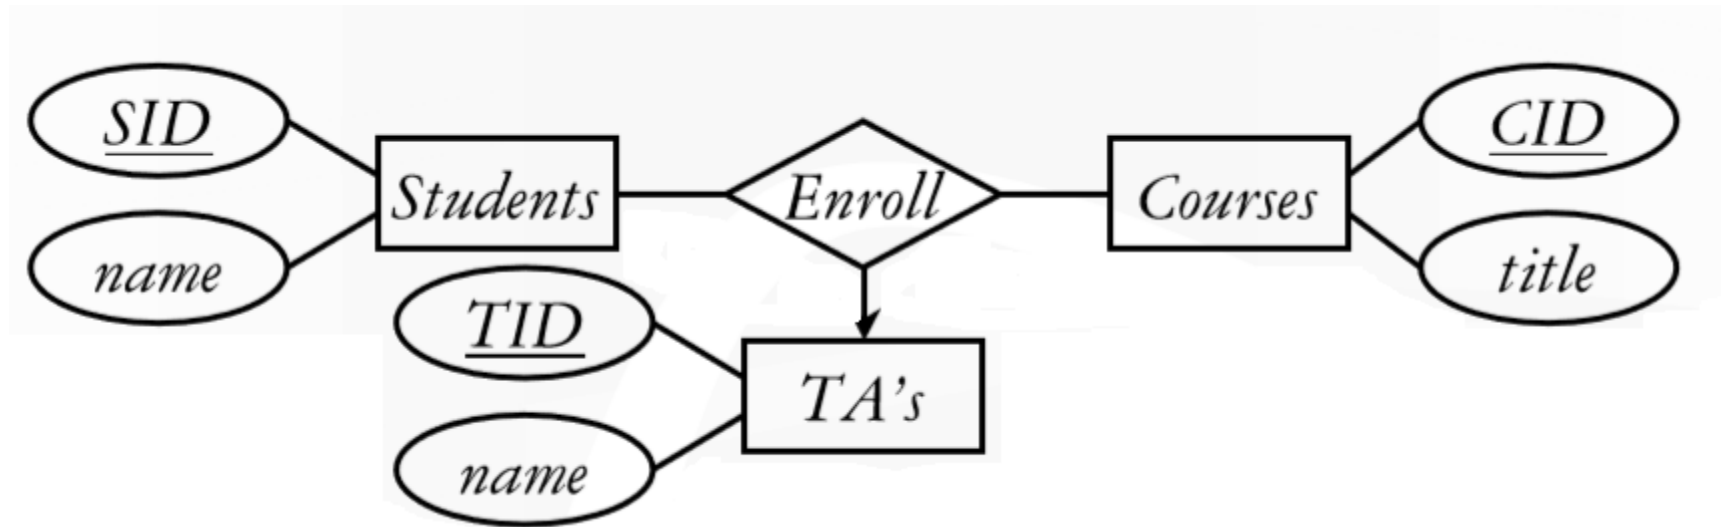 SID
CID
Students
Enroll
Courses
name
title
TID
TA's
name